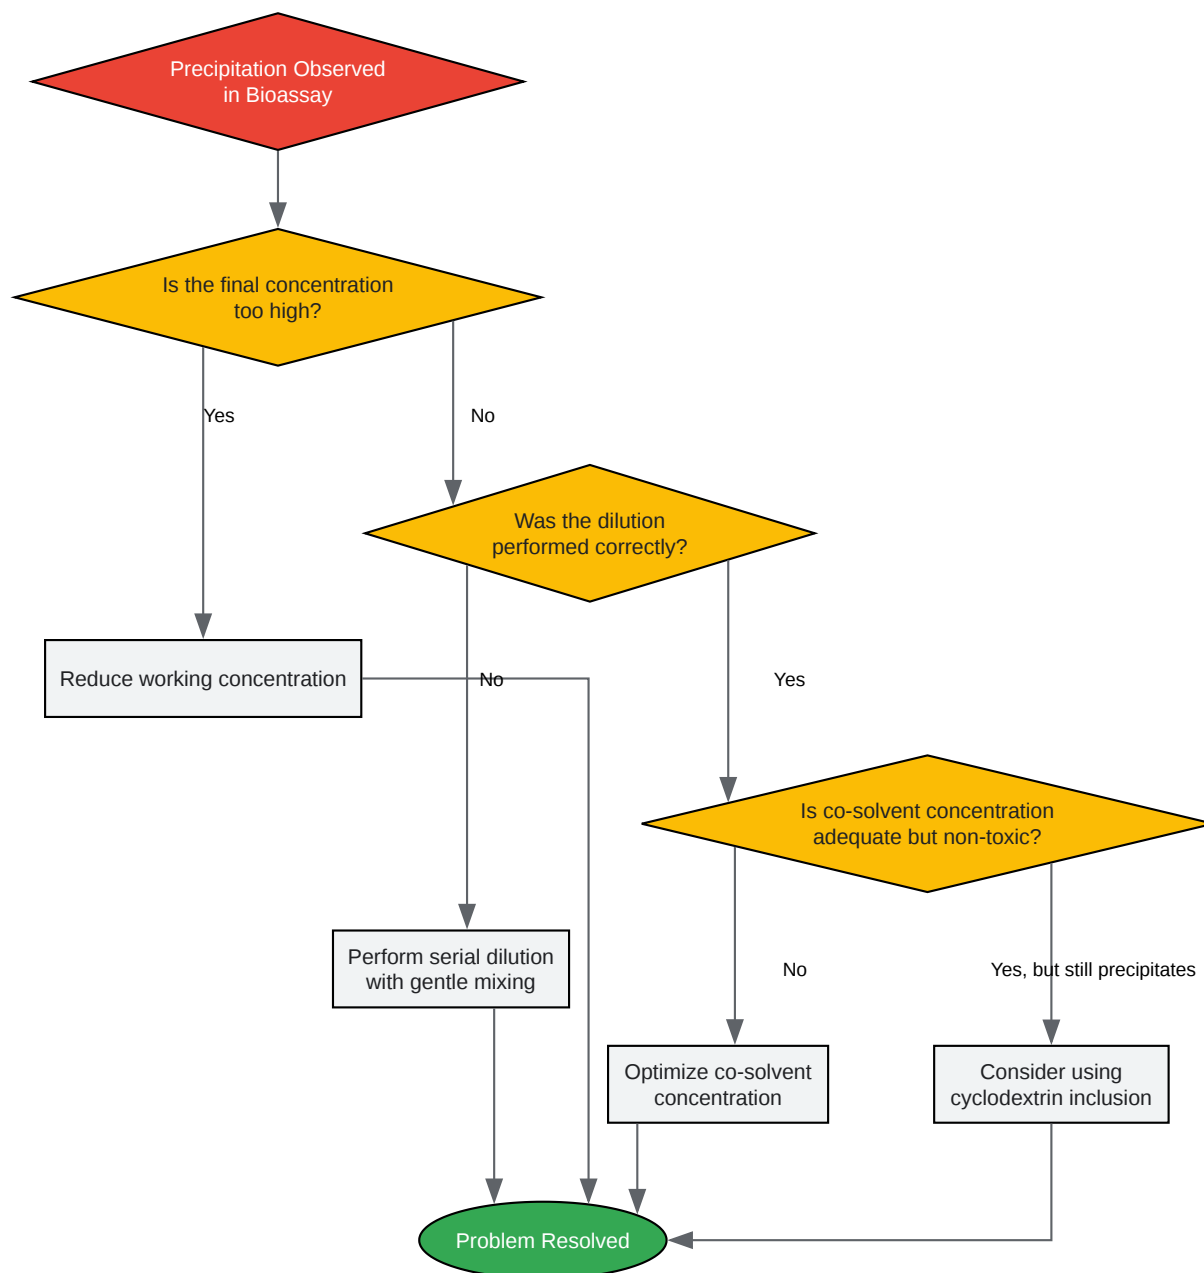 Precipitation Observed
in Bioassay
Is the final concentration
too high?
Yes
No
Was the dilution
performed correctly?
Reduce working concentration
No
Yes
Is co-solvent concentration
adequate but non-toxic?
Perform serial dilution
with gentle mixing
No
Yes, but still precipitates
Optimize co-solvent
concentration
Consider using
cyclodextrin inclusion
Problem Resolved